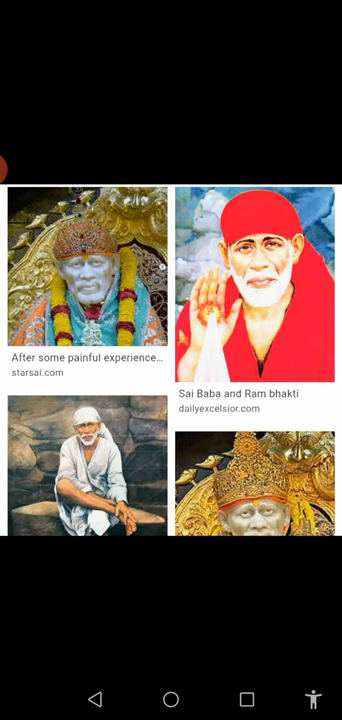 After some painful experience...
starsai.com
Sai Baba and Ram bhakti
dailyexcelsior.com